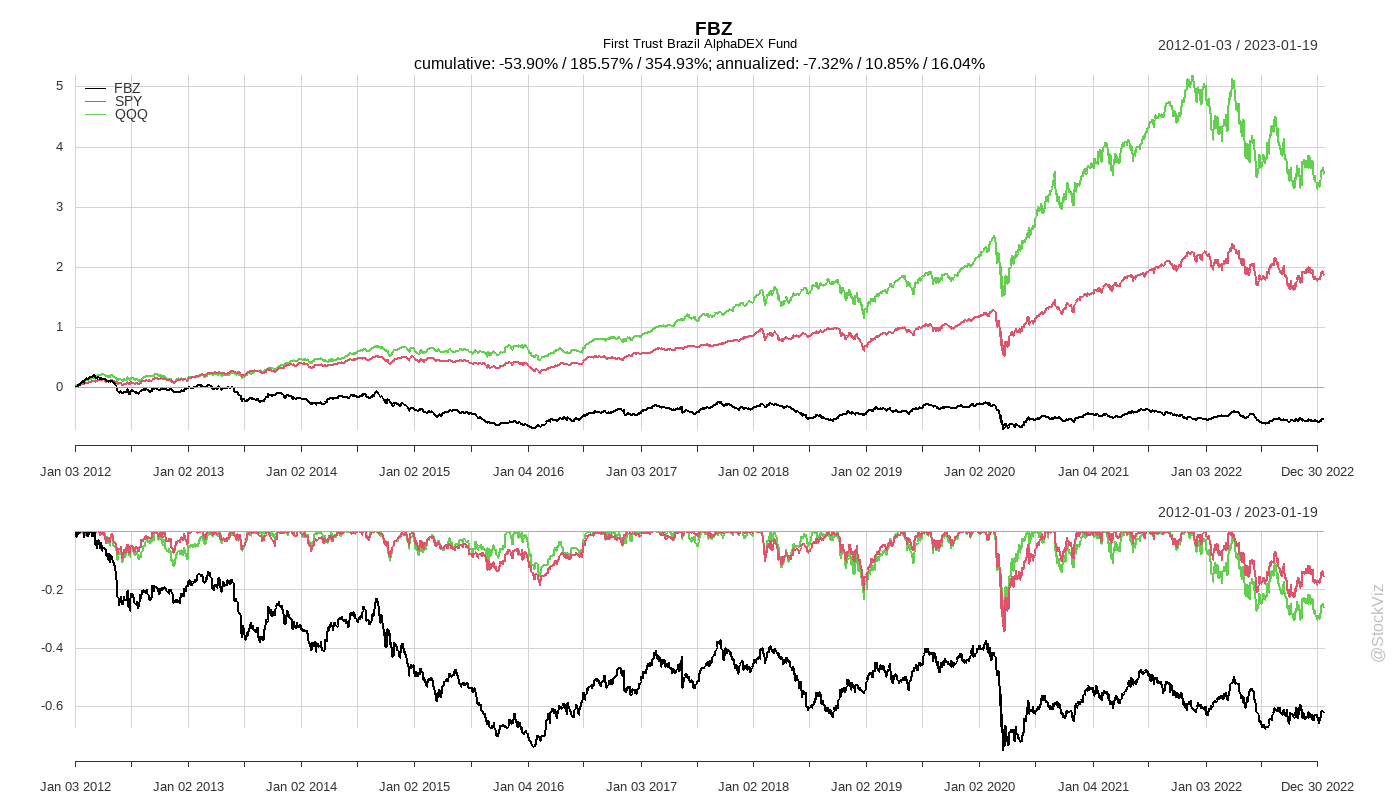 FBZ
First Trust Brazil AlphaDEX Fund
2012-01-03 / 2023-01-19
cumulative: -53.90% / 185.57% / 354.93%; annualized: -7.32% / 10.85% / 16.04%
FBZ
SPY
QQQ
5
4
3
2
1
0
Jan 03 2012 Jan 02 2013 Jan 02 2014 Jan 02 2015 Jan 04 2016 Jan 03 2017 Jan 02 2018 Jan 02 2019 Jan 02 2020 Jan 04 2021 Jan 03 2022 Dec 30 2022
2012-01-03 / 2023-01-19
-0.2
-0.4
-0.6
Jan 03 2012 Jan 02 2013 Jan 02 2014 Jan 02 2015 Jan 04 2016 Jan 03 2017 Jan 02 2018 Jan 02 2019 Jan 02 2020 Jan 04 2021 Jan 03 2022 Dec 30 2022
@StockViz